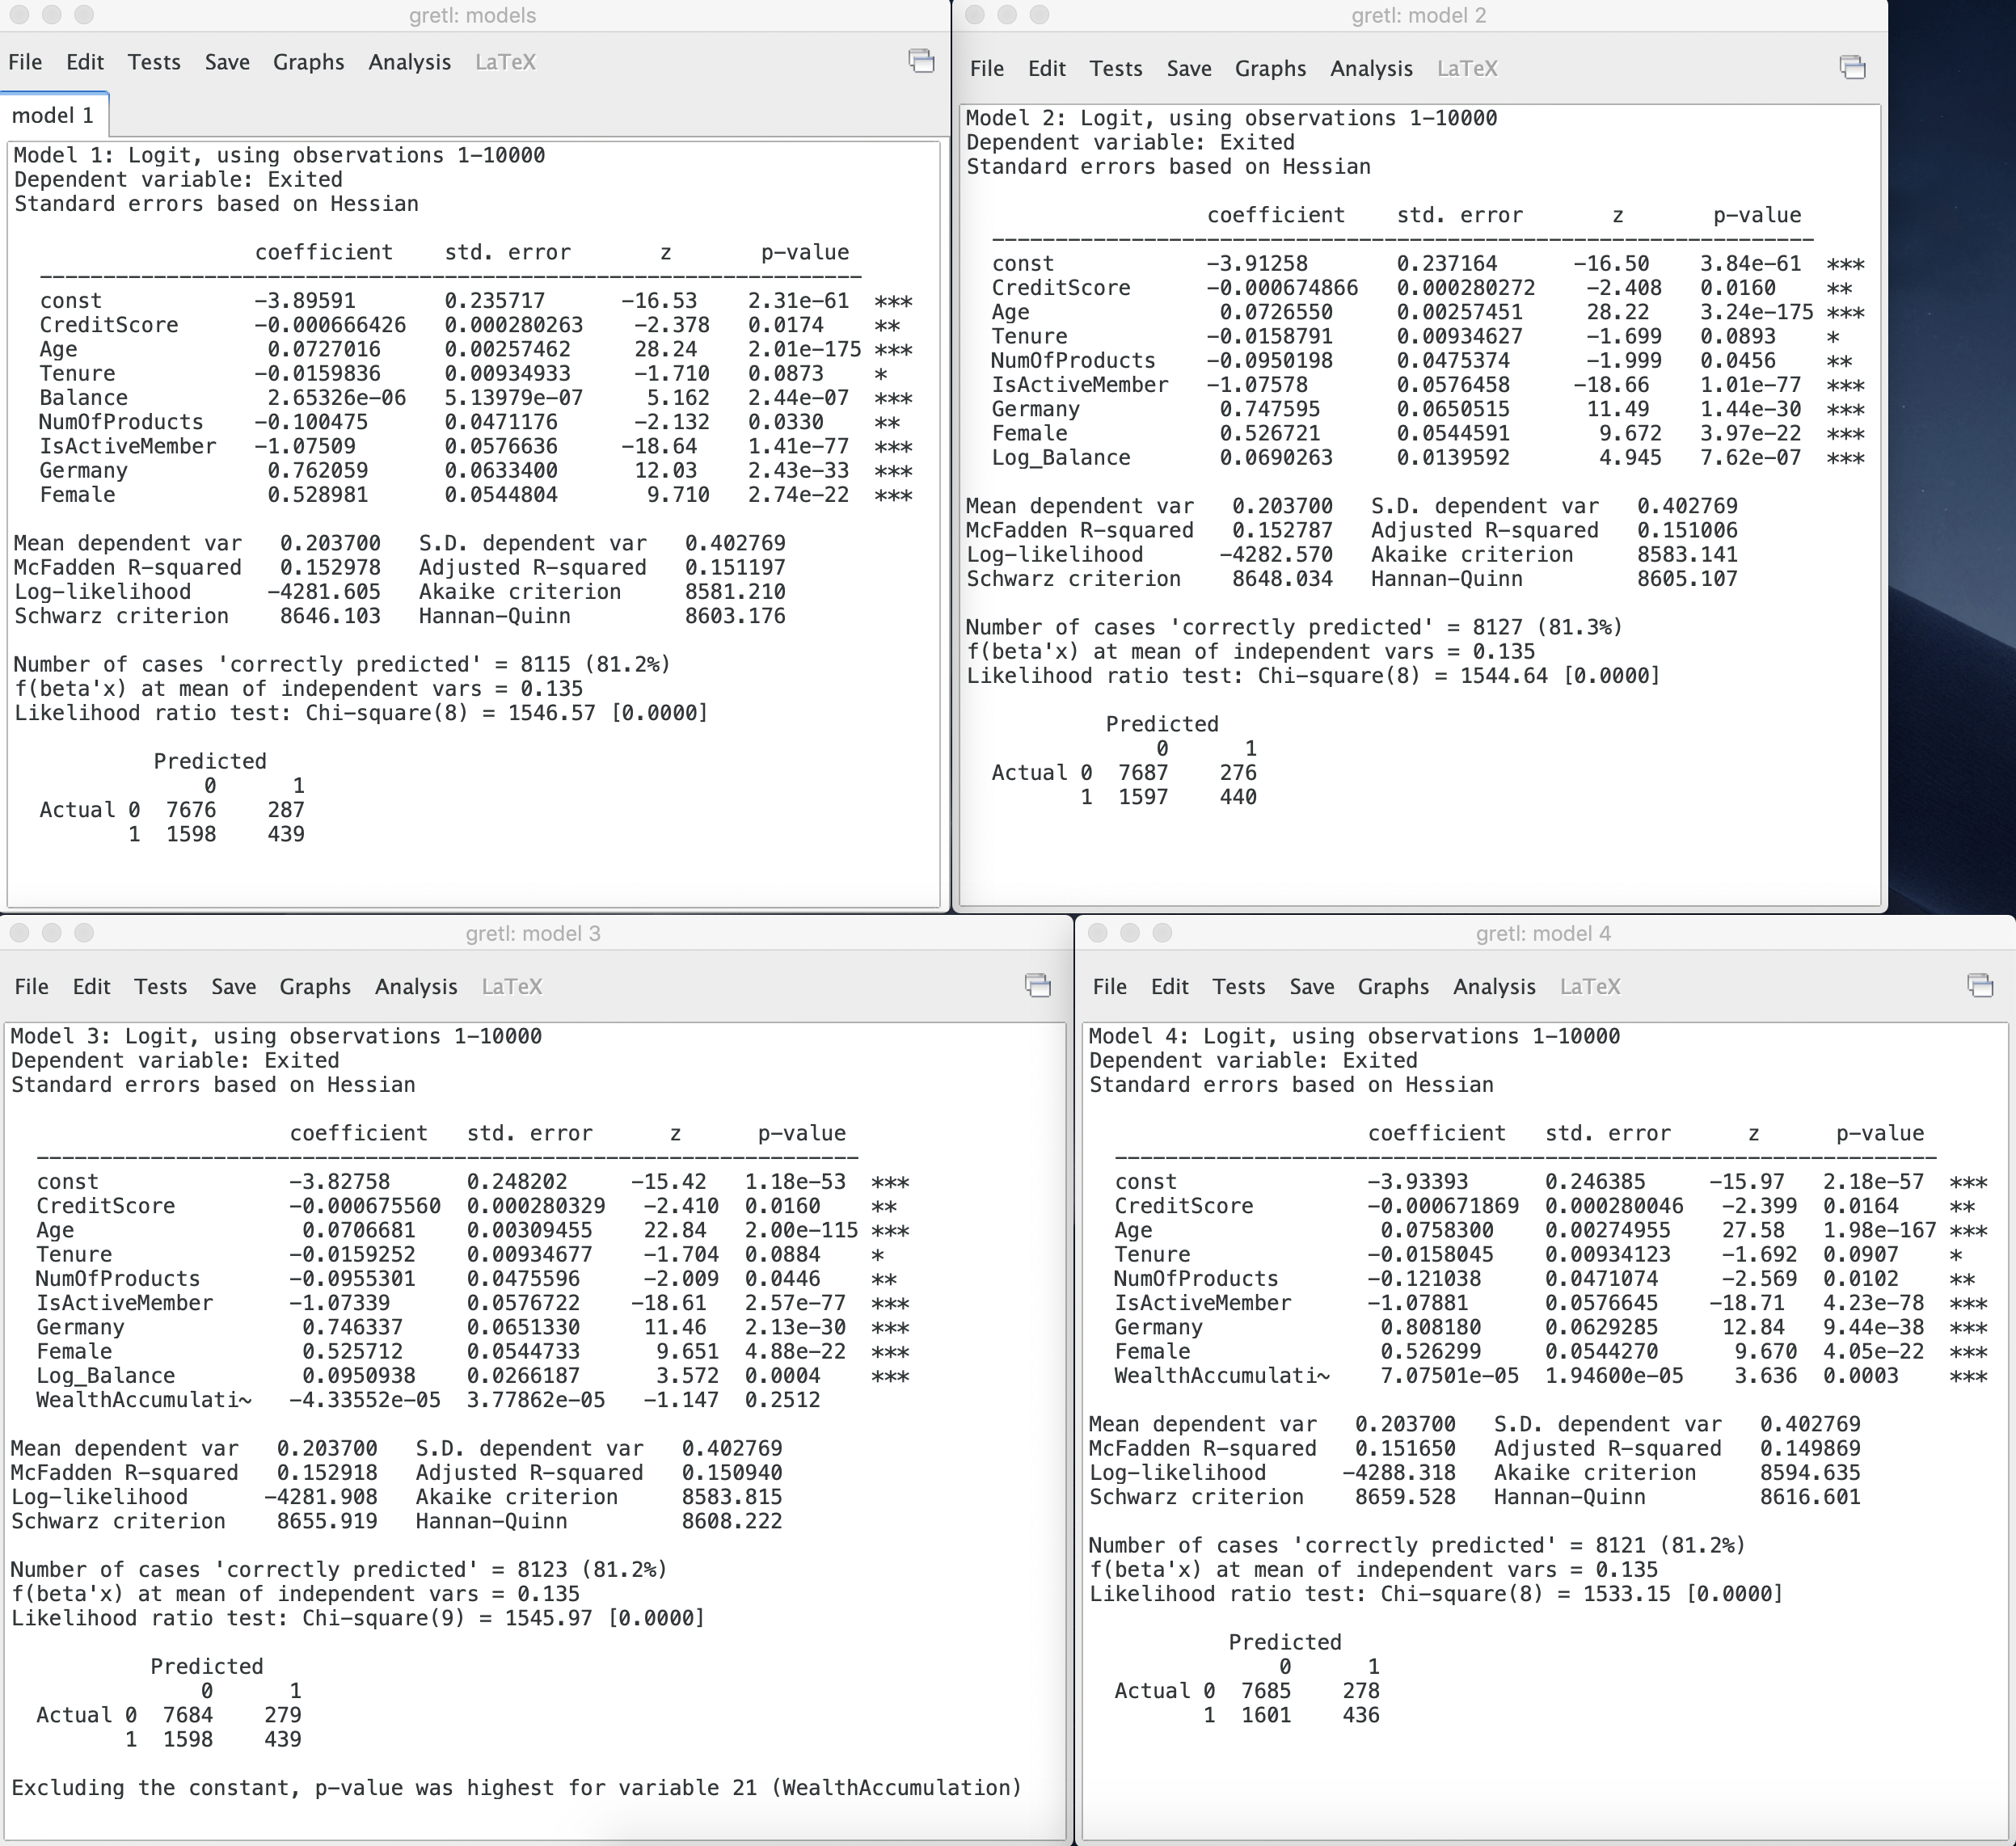 gretl: models
File Edit Tests Save Graphs Analysis LaTeX
model 1
Model 1: Logit, using observations 1-10000
Dependent variable: Exited
Standard errors based on Hessian
coefficient std. error z p-value
const -3.89591 0.235717 -16.53 2.31e-61 ***
CreditScore -0.000666426 0.000280263 -2.378 0.0174 **
Age 0.0727016 0.00257462 28.24 2.01e-175 ***
Tenure -0.0159836 0.00934933 -1.710 0.0873 *
Balance 2.65326e-06 5.13979e-07 5.162 2.44e-07 ***
NumOfProducts -0.100475 0.0471176 -2.132 0.0330 **
IsActiveMember -1.07509 0.0576636 -18.64 1.41e-77 ***
Germany 0.762059 0.0633400 12.03 2.43e-33 ***
Female 0.528981 0.0544804 9.710 2.74e-22 ***
Mean dependent var 0.203700 S.D. dependent var 0.402769
McFadden R-squared 0.152978 Adjusted R-squared 0.151197
Log-likelihood -4281.605 Akaike criterion 8581.210
Schwarz criterion 8646.103 Hannan-Quinn 8603.176
Number of cases 'correctly predicted' = 8115 (81.2%)
f(beta'x) at mean of independent vars = 0.135
Likelihood ratio test: Chi-square(8) = 1546.57 [0.0000]
Predicted
0 1
Actual 0 7676 287
1 1598 439
gretl: model 2
File Edit Tests Save Graphs Analysis LaTeX
Model 2: Logit, using observations 1-10000
Dependent variable: Exited
Standard errors based on Hessian
coefficient std. error z p-value
const -3.91258 0.237164 -16.50 3.84e-61 ***
CreditScore -0.000674866 0.000280272 -2.408 0.0160 **
Age 0.0726550 0.00257451 28.22 3.24e-175 ***
Tenure -0.0158791 0.00934627 -1.699 0.0893 *
NumOfProducts -0.0950198 0.0475374 -1.999 0.0456 **
IsActiveMember -1.07578 0.0576458 -18.66 1.01e-77 ***
Germany 0.747595 0.0650515 11.49 1.44e-30 ***
Female 0.526721 0.0544591 9.672 3.97e-22 ***
Log_Balance 0.0690263 0.0139592 4.945 7.62e-07 ***
Mean dependent var 0.203700 S.D. dependent var 0.402769
McFadden R-squared 0.152787 Adjusted R-squared 0.151006
Log-likelihood -4282.570 Akaike criterion 8583.141
Schwarz criterion 8648.034 Hannan-Quinn 8605.107
Number of cases 'correctly predicted' = 8127 (81.3%)
f(beta'x) at mean of independent vars = 0.135
Likelihood ratio test: Chi-square(8) = 1544.64 [0.0000]
Predicted
0 1
Actual 0 7687 276
1 1597 440
gretl: model 3
File Edit Tests Save Graphs Analysis LaTeX
Model 3: Logit, using observations 1-10000
Dependent variable: Exited
Standard errors based on Hessian
coefficient std. error z p-value
const -3.82758 0.248202 -15.42 1.18e-53 ***
CreditScore -0.000675560 0.000280329 -2.410 0.0160 **
Age 0.0706681 0.00309455 22.84 2.00e-115 ***
Tenure -0.0159252 0.00934677 -1.704 0.0884 *
NumOfProducts -0.0955301 0.0475596 -2.009 0.0446 **
IsActiveMember -1.07339 0.0576722 -18.61 2.57e-77 ***
Germany 0.746337 0.0651330 11.46 2.13e-30 ***
Female 0.525712 0.0544733 9.651 4.88e-22 ***
Log_Balance 0.0950938 0.0266187 3.572 0.0004 ***
WealthAccumulati~ -4.33552e-05 3.77862e-05 -1.147 0.2512
Mean dependent var 0.203700 S.D. dependent var 0.402769
McFadden R-squared 0.152918 Adjusted R-squared 0.150940
Log-likelihood -4281.908 Akaike criterion 8583.815
Schwarz criterion 8655.919 Hannan-Quinn 8608.222
Number of cases 'correctly predicted' = 8123 (81.2%)
f(beta'x) at mean of independent vars = 0.135
Likelihood ratio test: Chi-square(9) = 1545.97 [0.0000]
Predicted
0 1
Actual 0 7684 279
1 1598 439
Excluding the constant, p-value was highest for variable 21 (WealthAccumulation)
gretl: model 4
File Edit Tests Save Graphs Analysis LaTeX
Model 4: Logit, using observations 1-10000
Dependent variable: Exited
Standard errors based on Hessian
coefficient std. error z p-value
const -3.93393 0.246385 -15.97 2.18e-57 ***
CreditScore -0.000671869 0.000280046 -2.399 0.0164 **
Age 0.0758300 0.00274955 27.58 1.98e-167 ***
Tenure -0.0158045 0.00934123 -1.692 0.0907 *
NumOfProducts -0.121038 0.0471074 -2.569 0.0102 **
IsActiveMember -1.07881 0.0576645 -18.71 4.23e-78 ***
Germany 0.808180 0.0629285 12.84 9.44e-38 ***
Female 0.526299 0.0544270 9.670 4.05e-22 ***
WealthAccumulati~ 7.07501e-05 1.94600e-05 3.636 0.0003 ***
Mean dependent var 0.203700 S.D. dependent var 0.402769
McFadden R-squared 0.151650 Adjusted R-squared 0.149869
Log-likelihood -4288.318 Akaike criterion 8594.635
Schwarz criterion 8659.528 Hannan-Quinn 8616.601
Number of cases 'correctly predicted' = 8121 (81.2%)
f(beta'x) at mean of independent vars = 0.135
Likelihood ratio test: Chi-square(8) = 1533.15 [0.0000]
Predicted
0 1
Actual 0 7685 278
1 1601 436